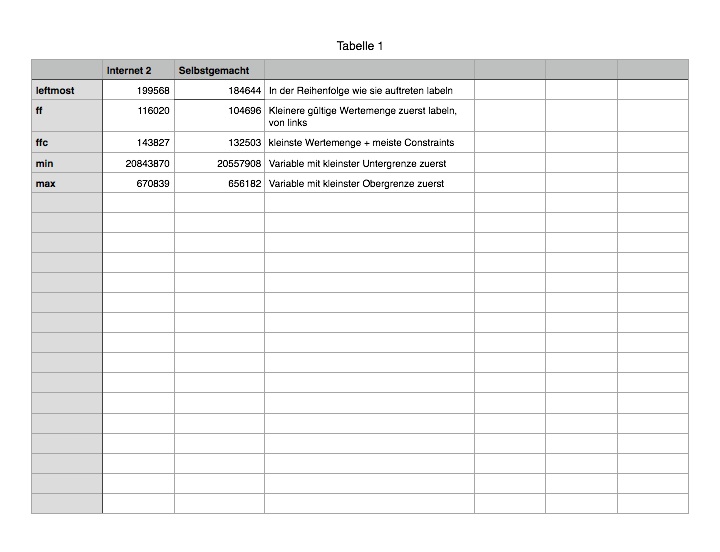 Tabelle 1
Internet 2 Selbstgemacht
leftmost 199568 184644 In der Reihenfolge wie sie auftreten labeln
ff 116020 104696 Kleinere gültige Wertemenge zuerst labeln,
von links
ffc 143827 132503 kleinste Wertemenge + meiste Constraints
min 20843870 20557908 Variable mit kleinster Untergrenze zuerst
max 670839 656182 Variable mit kleinster Obergrenze zuerst